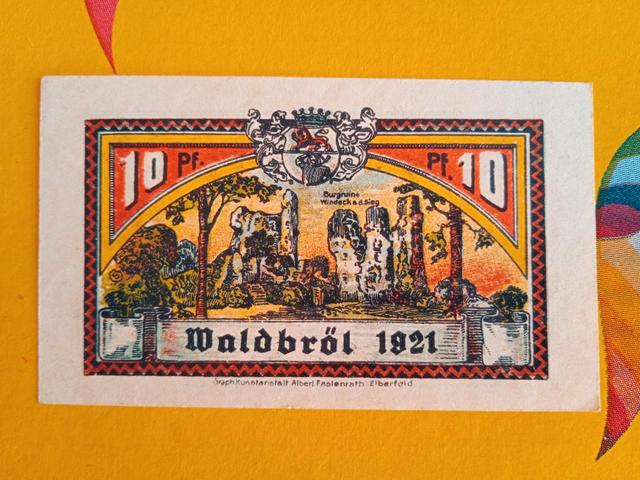 10 Pf.
Pf. 10
Burgruine
Windeck a.d.Sieg
Waldbröl 1921
Graph.Kunstanstalt Albert Fastenrath Elberfeld